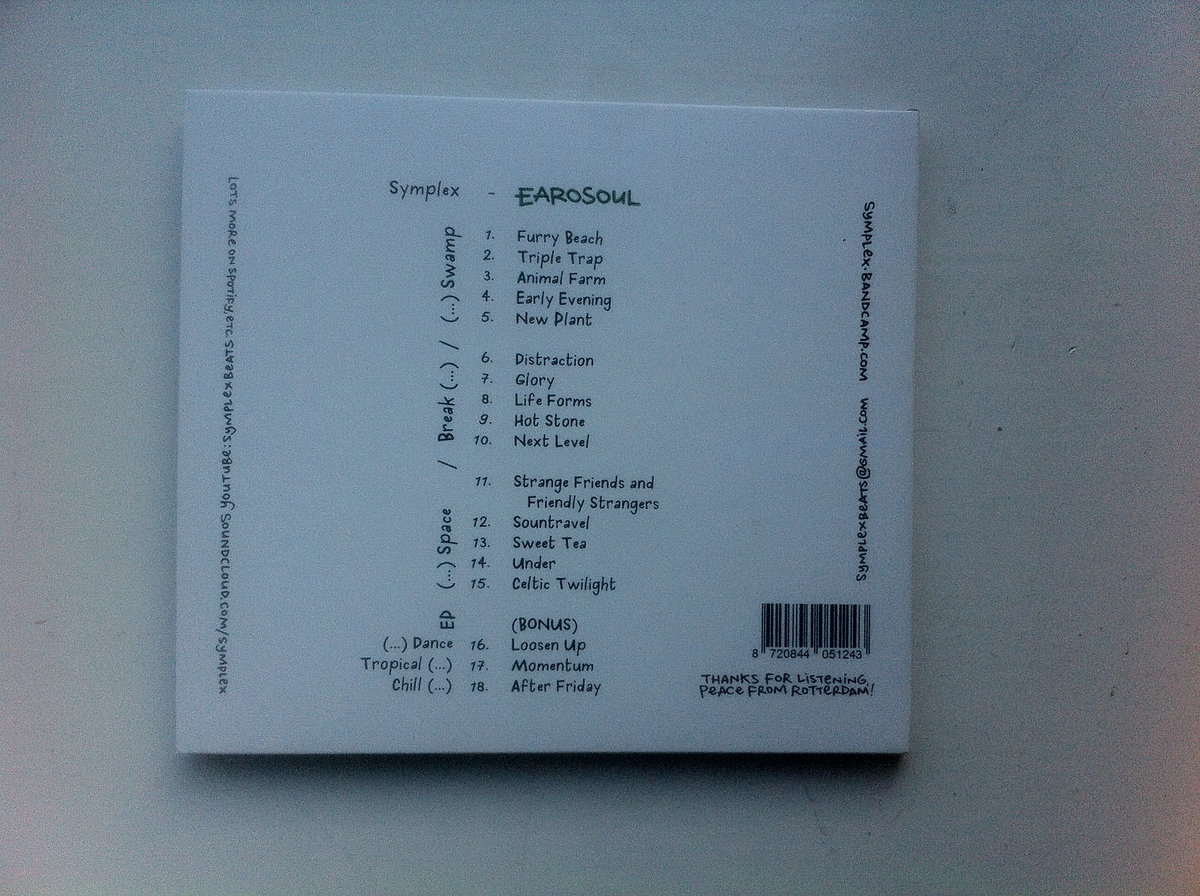 Symplex - EAROSOUL
1. Furry Beach
2. Triple Trap
3. Animal Farm
4. Early Evening
5. New Plant
6. Distraction
7. Glory
8. Life Forms
9. Hot Stone
10. Next Level
11. Strange Friends and
Friendly Strangers
12. Sountravel
13. Sweet Tea
14. Under
15. Celtic Twilight
(BONUS)
(...) Dance 16. Loosen Up
Tropical (...) 17. Momentum
Chill (...) 18. After Friday
EP (...) Space / Break (...) / (...) Swamp
LOTS MORE ON SPOTIFY, ETC. YOUTUBE: SYMPLEXBEATS SOUNDCLOUD.COM/SYMPLEX
SYMPLEX.BANDCAMP.COM SYMPLEXBEATS@GMAIL.COM
8 720844 051243
THANKS FOR LISTENING,
PEACE FROM ROTTERDAM!